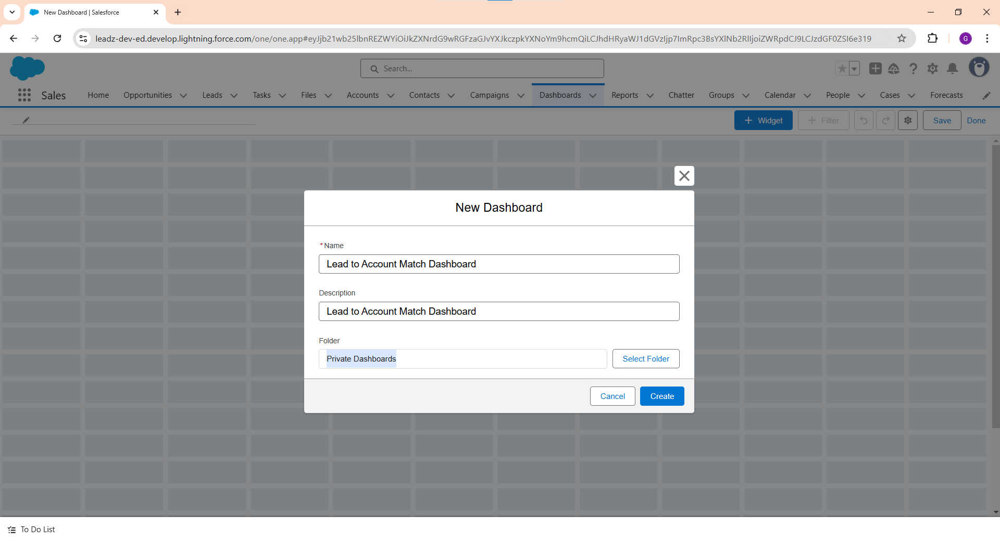 New Dashboard | Salesforce
leadz-dev-ed.develop.lightning.force.com/one/one.app#eyJjb21wb25lbnREZWYiOiJkZXNrdG9wRGFzaGJvYXJkczpkYXNoYm9hcmQiLCJhdHRyaWJ1dGVzIjp7ImRpc3BsYXlNb2RlIjoiZWRpdCJ9LCJzdGF0ZSI6e319
G
Search...
Sales Home Opportunities Leads Tasks Files Accounts Contacts Campaigns Dashboards Reports Chatter Groups Calendar People Cases Forecasts
+ Widget + Filter Save Done
New Dashboard
*Name
Lead to Account Match Dashboard
Description
Lead to Account Match Dashboard
Folder
Private Dashboards Select Folder
Cancel Create
To Do List